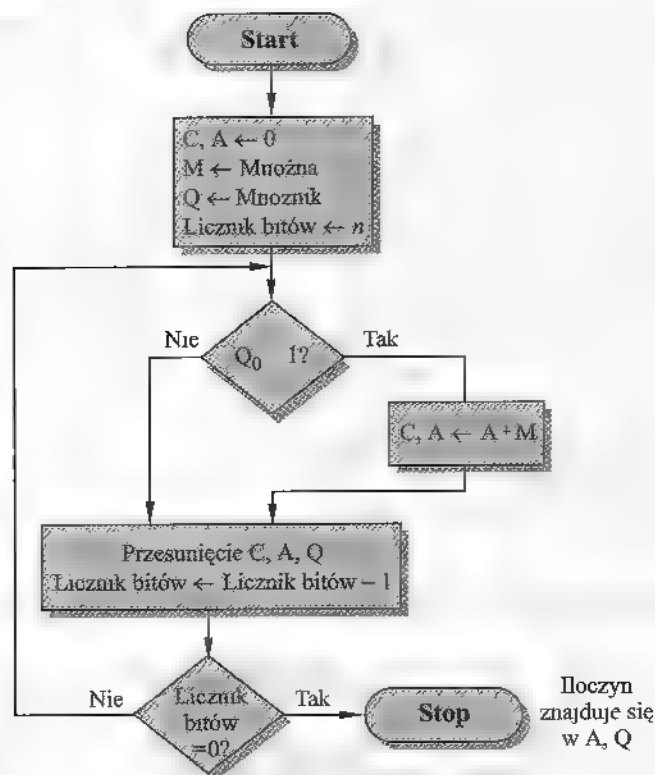 Start
C, A ← 0
M ← Mnożna
Q ← Mnoznik
Licznik bitów ← n
Nie
Q₀ 1?
Tak
C, A ← A + M
Przesunięcie C, A, Q
Licznik bitów ← Licznik bitów − 1
Nie
Licznik
bitów
=0?
Tak
Stop
Iloczyn
znajduje się
w A, Q